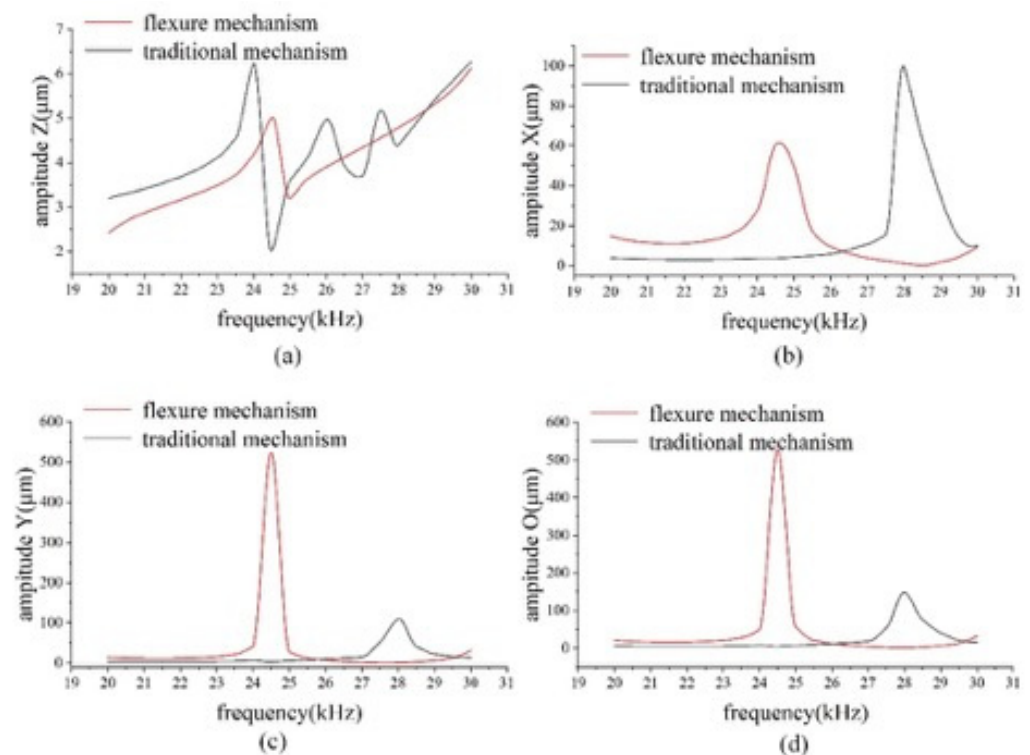 flexure mechanism
traditional mechanism
7
6
5
4
3
2
ampitude Z(μm)
19 20 21 22 23 24 25 26 27 28 29 30 31
frequency(kHz)
(a)
flexure mechanism
traditional mechanism
100
80
60
40
20
0
ampitude X(μm)
19 20 21 22 23 24 25 26 27 28 29 30 31
frequency(kHz)
(b)
flexure mechanism
traditional mechanism
600
500
400
300
200
100
0
ampitude Y(μm)
19 20 21 22 23 24 25 26 27 28 29 30 31
frequency(kHz)
(c)
flexure mechanism
traditional mechanism
600
500
400
300
200
100
0
ampitude O(μm)
19 20 21 22 23 24 25 26 27 28 29 30 31
frequency(kHz)
(d)